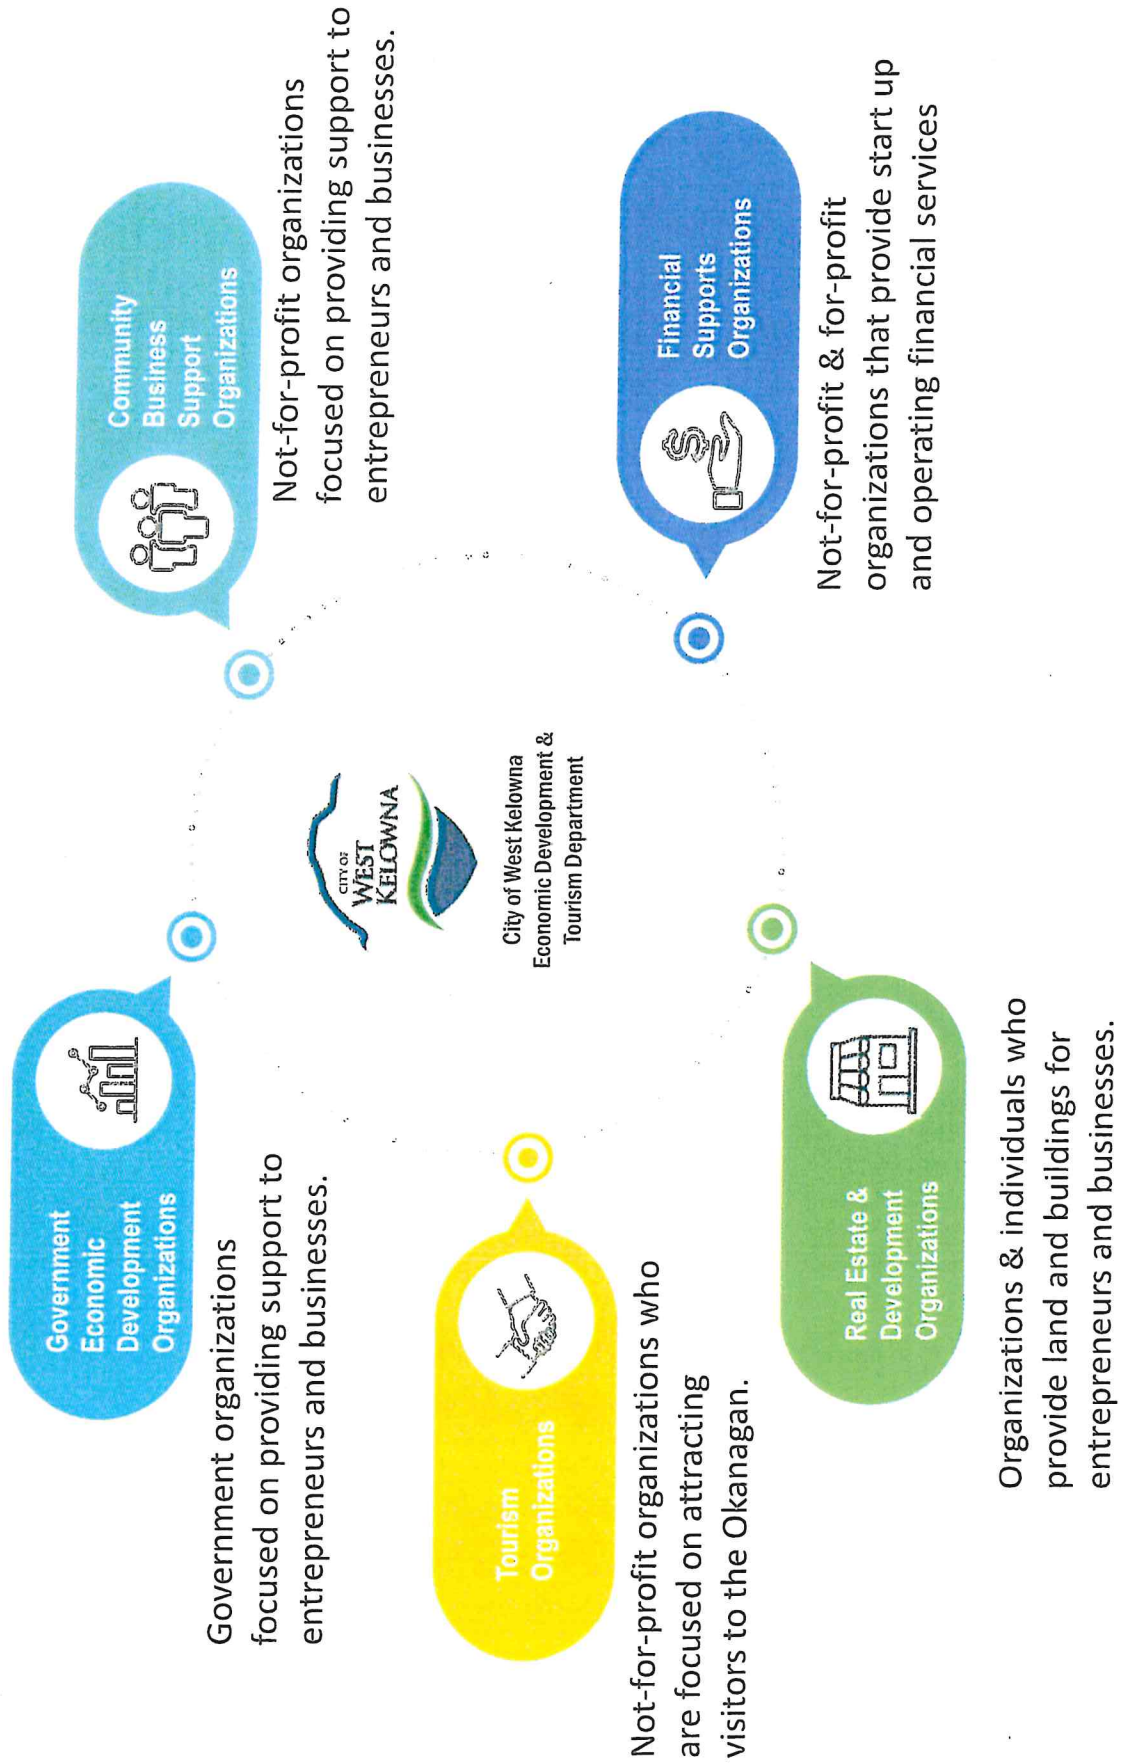 Government
Economic
Development
Organizations
Government organizations
focused on providing support to
entrepreneurs and businesses.
Community
Business
Support
Organizations
Not-for-profit organizations
focused on providing support to
entrepreneurs and businesses.
Tourism
Organizations
Not-for-profit organizations who
are focused on attracting
visitors to the Okanagan.
CITY OF
WEST
KELOWNA
City of West Kelowna
Economic Development &
Tourism Department
Financial
Supports
Organizations
Not-for-profit & for-profit
organizations that provide start up
and operating financial services
Real Estate &
Development
Organizations
Organizations & individuals who
provide land and buildings for
entrepreneurs and businesses.